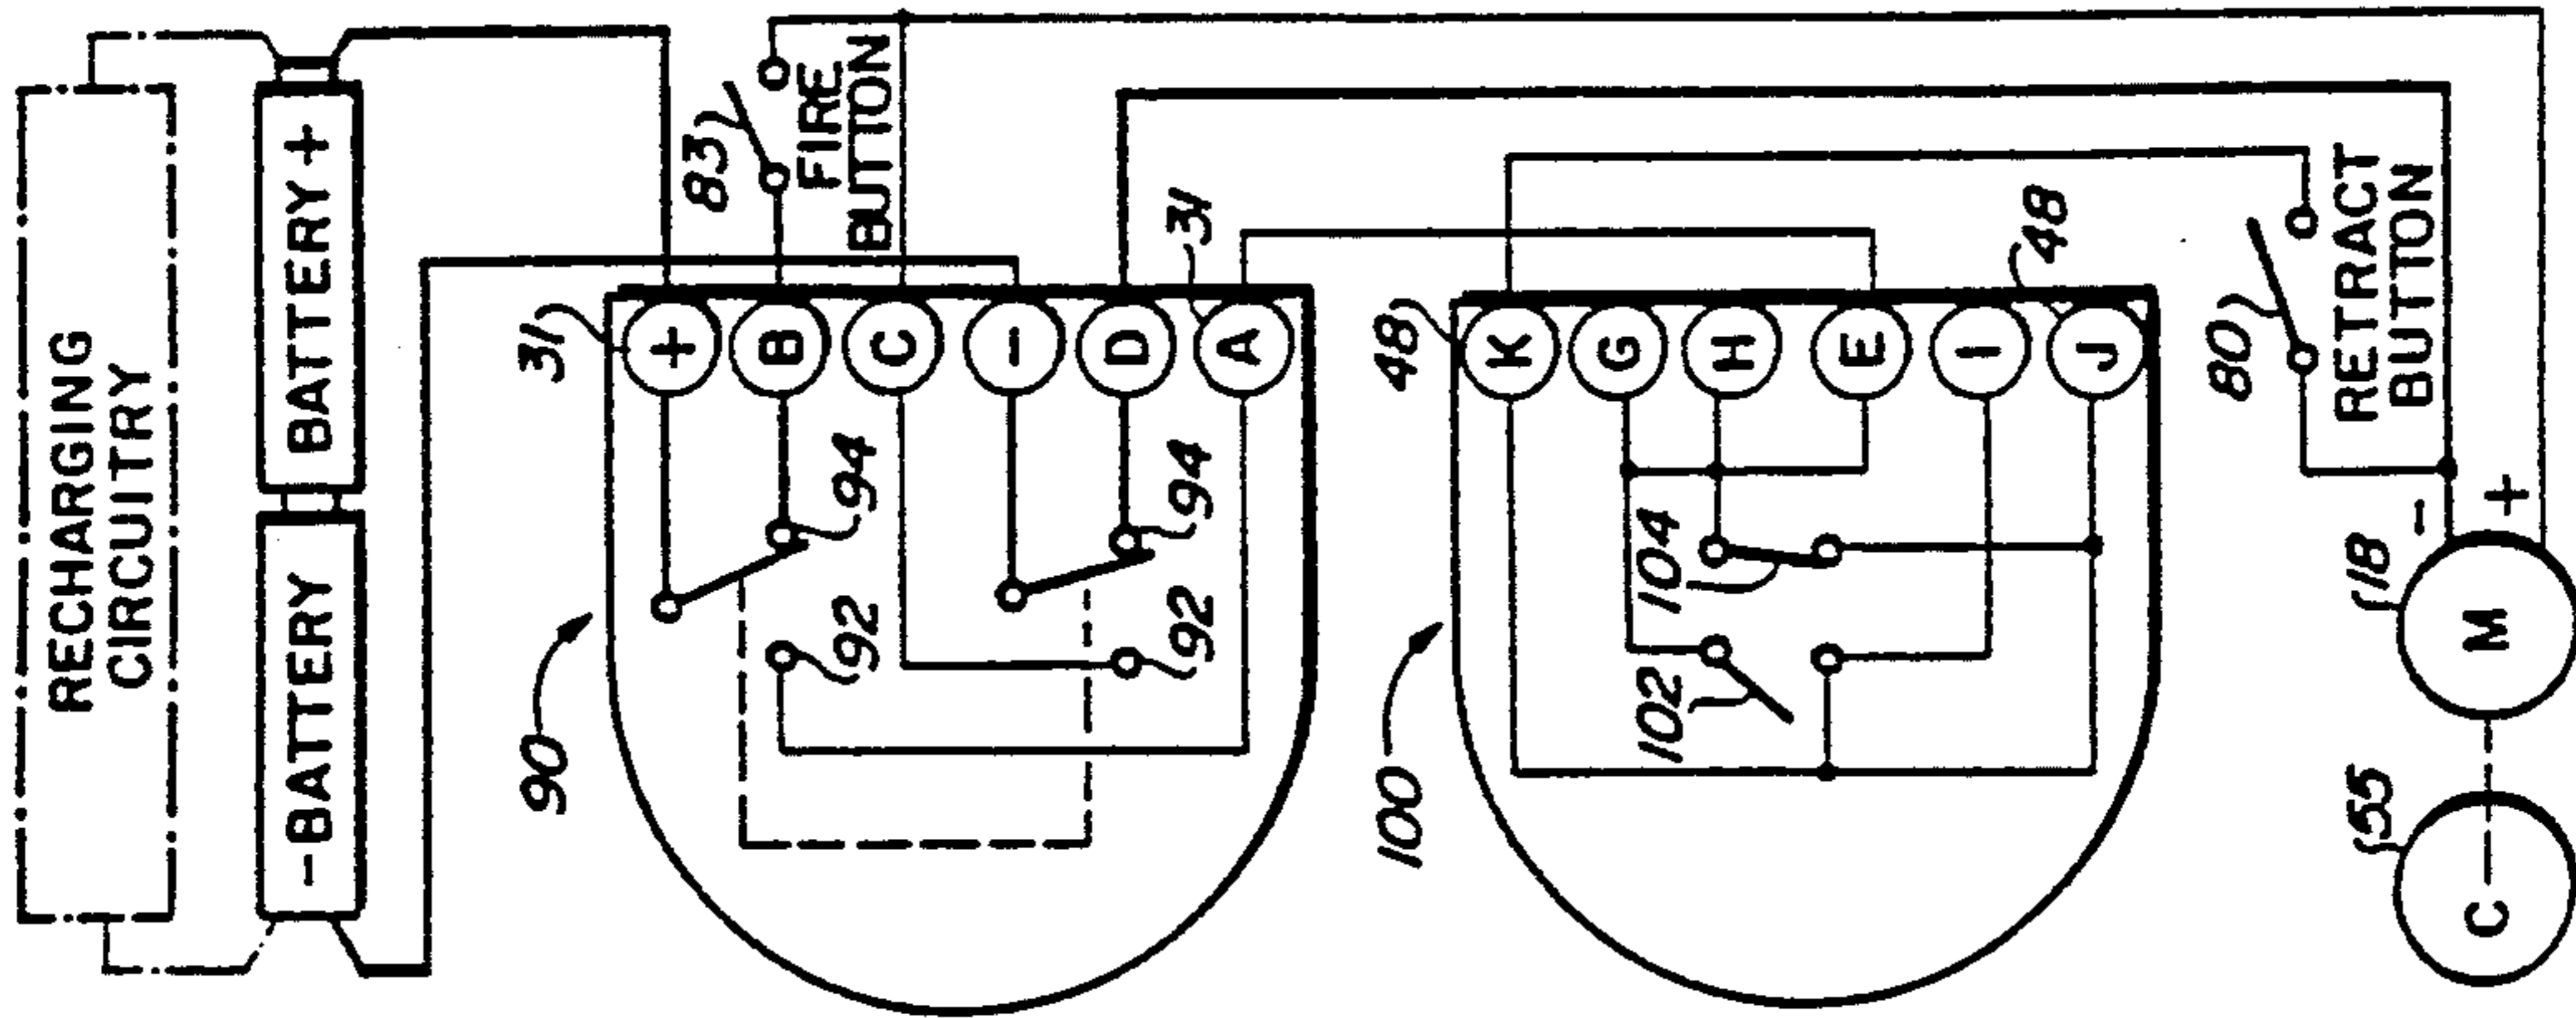 RECHARGING
CIRCUITRY
-BATTERY
BATTERY +
83
FIRE
BUTTON
31
+
B
C
-
D
A
31
94
94
92
92
90
48
K
G
H
E
I
J
48
104
102
100
80
RETRACT
BUTTON
- +
18
M
55
C